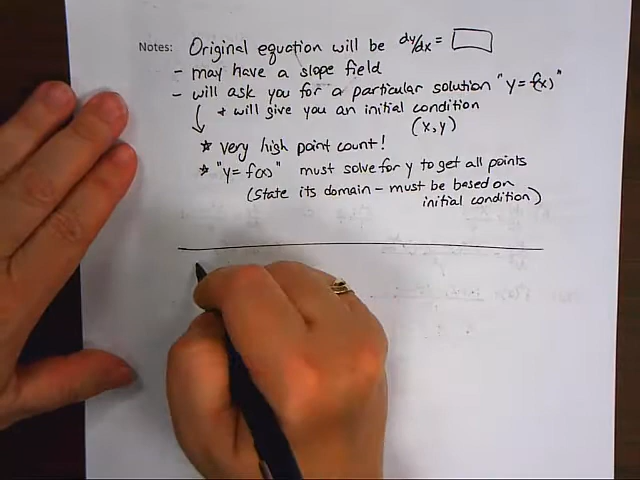 Notes: Original equation will be dy/dx =
- may have a slope field
- will ask you for a particular solution "y = f(x)"
+ will give you an initial condition
(x, y)
★ very high point count!
★ "y = f(x)" must solve for y to get all points
(State its domain - must be based on
initial condition)